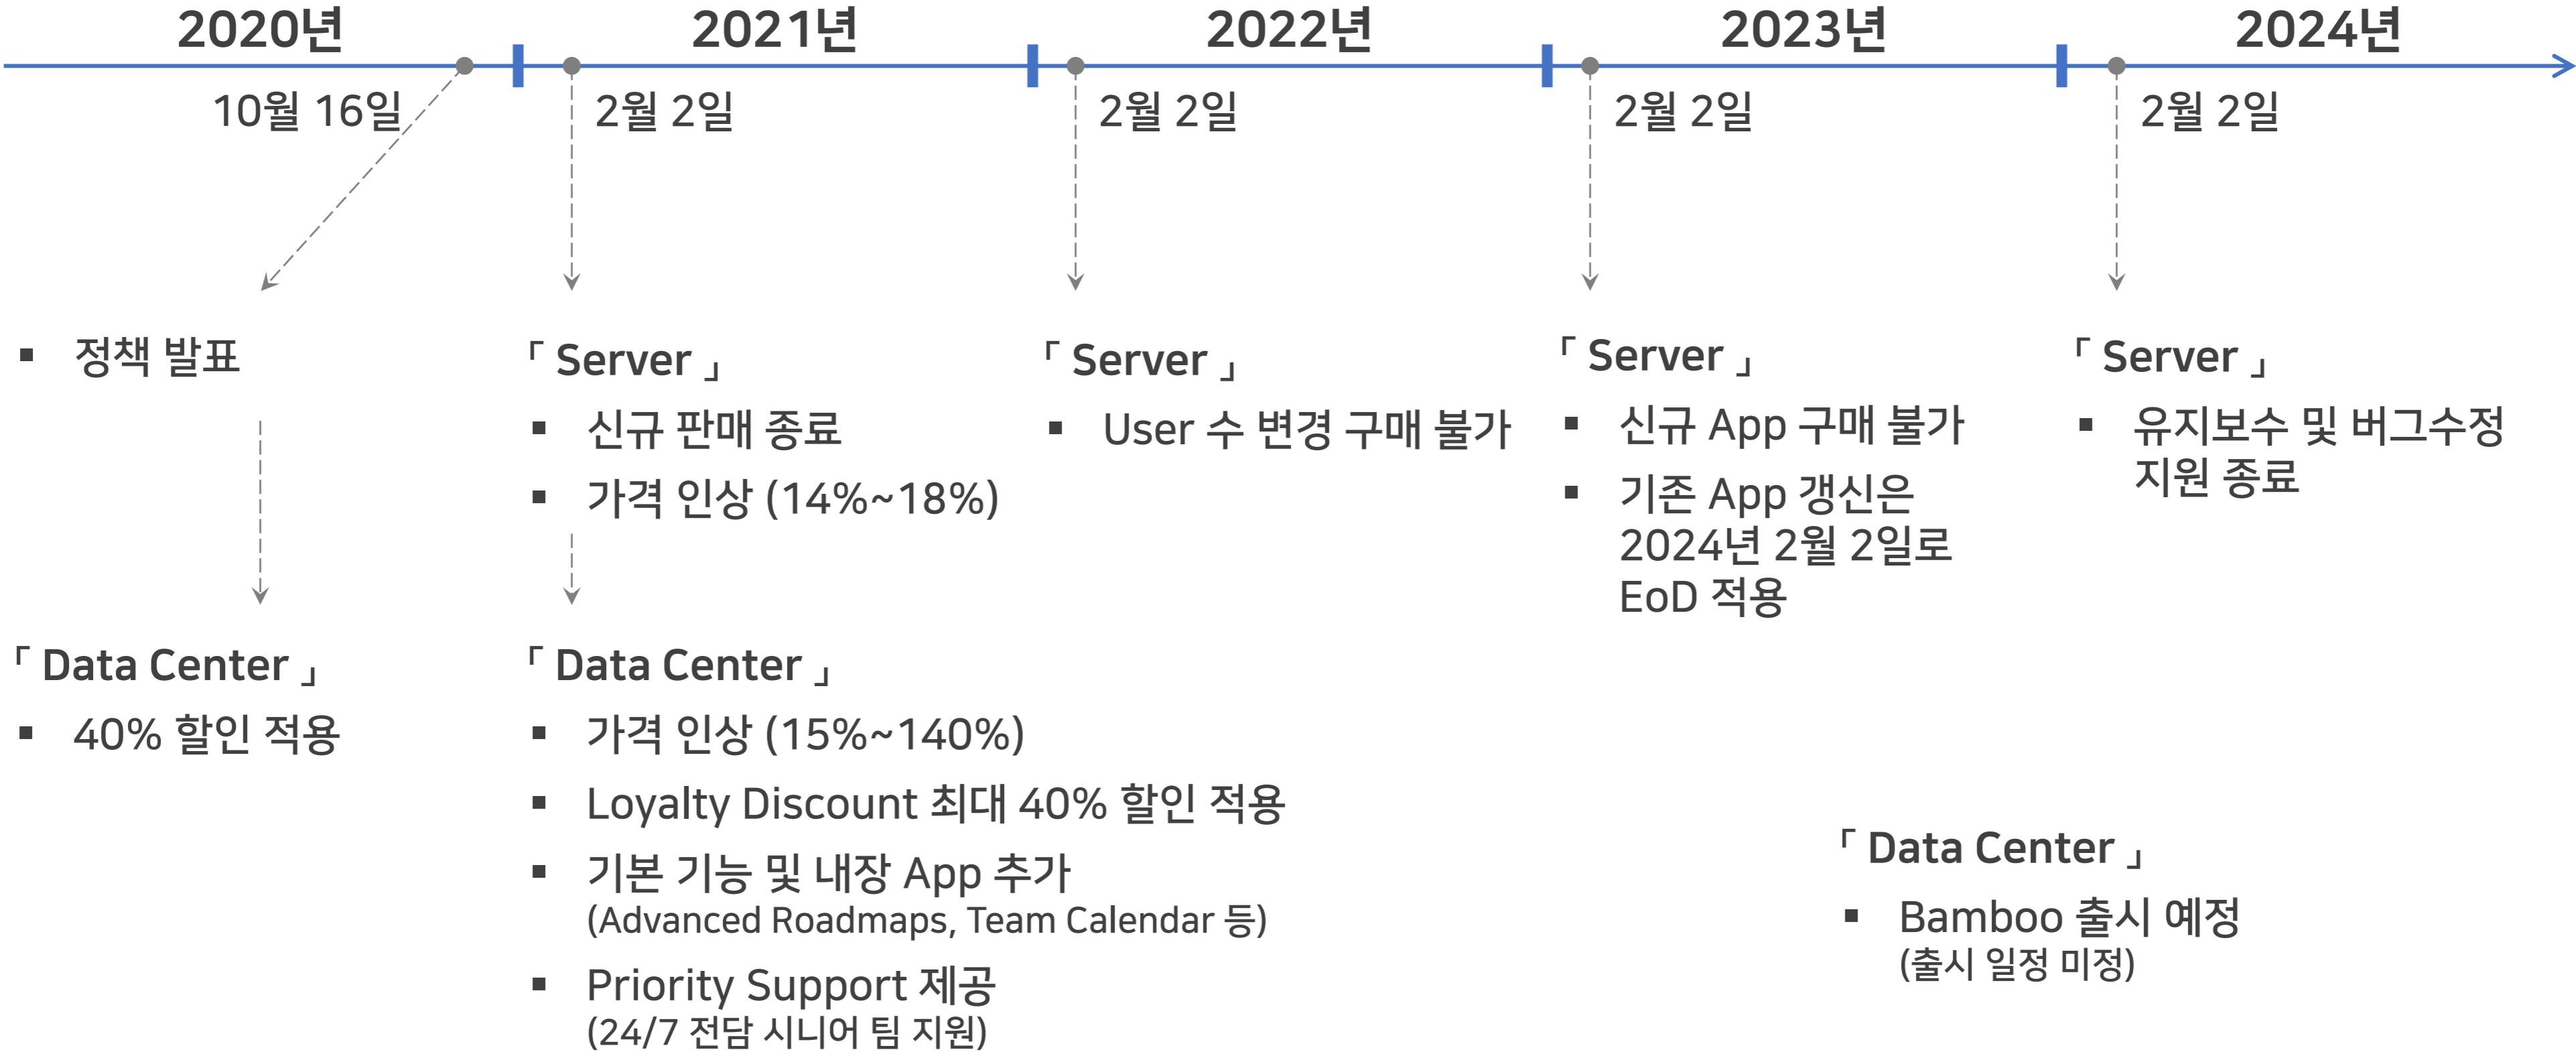 2020년
2021년
2022년
2023년
2024년
10월 16일
2월 2일
2월 2일
2월 2일
2월 2일
▪ 정책 발표
「 Data Center 」
▪ 40% 할인 적용
「 Server 」
▪ 신규 판매 종료
▪ 가격 인상 (14%~18%)
「 Data Center 」
▪ 가격 인상 (15%~140%)
▪ Loyalty Discount 최대 40% 할인 적용
▪ 기본 기능 및 내장 App 추가
(Advanced Roadmaps, Team Calendar 등)
▪ Priority Support 제공
(24/7 전담 시니어 팀 지원)
「 Server 」
▪ User 수 변경 구매 불가
「 Server 」
▪ 신규 App 구매 불가
▪ 기존 App 갱신은
2024년 2월 2일로
EoD 적용
「 Server 」
▪ 유지보수 및 버그수정
지원 종료
「 Data Center 」
▪ Bamboo 출시 예정
(출시 일정 미정)